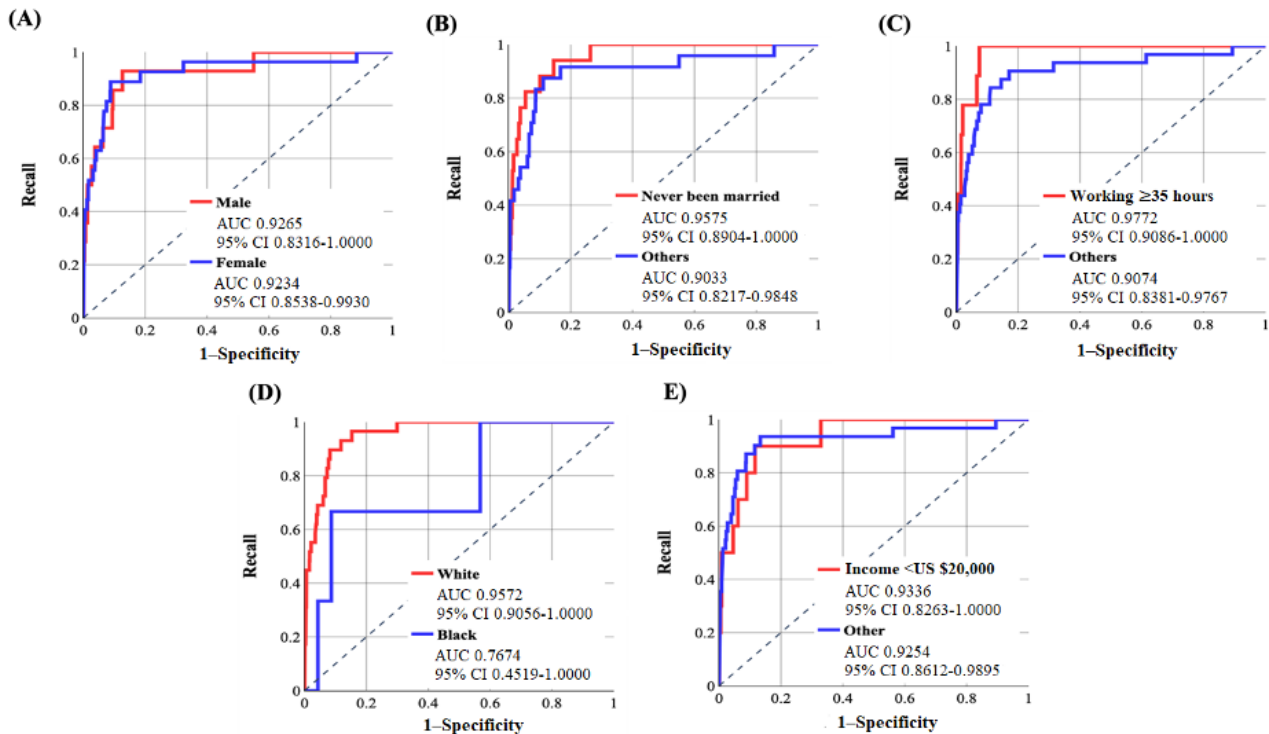 (A)
Recall
1
0.8
0.6
0.4
0.2
0
0
0.2
0.4
0.6
0.8
1
Male
AUC 0.9265
95% CI 0.8316-1.0000
Female
AUC 0.9234
95% CI 0.8538-0.9930
1–Specificity
(B)
Recall
1
0.8
0.6
0.4
0.2
0
0
0.2
0.4
0.6
0.8
1
Never been married
AUC 0.9575
95% CI 0.8904-1.0000
Others
AUC 0.9033
95% CI 0.8217-0.9848
1–Specificity
(C)
Recall
1
0.8
0.6
0.4
0.2
0
0
0.2
0.4
0.6
0.8
1
Working ≥35 hours
AUC 0.9772
95% CI 0.9086-1.0000
Others
AUC 0.9074
95% CI 0.8381-0.9767
1–Specificity
(D)
Recall
1
0.8
0.6
0.4
0.2
0
0
0.2
0.4
0.6
0.8
1
White
AUC 0.9572
95% CI 0.9056-1.0000
Black
AUC 0.7674
95% CI 0.4519-1.0000
1–Specificity
E)
Recall
1
0.8
0.6
0.4
0.2
0
0
0.2
0.4
0.6
0.8
1
Income <US $20,000
AUC 0.9336
95% CI 0.8263-1.0000
Other
AUC 0.9254
95% CI 0.8612-0.9895
1–Specificity